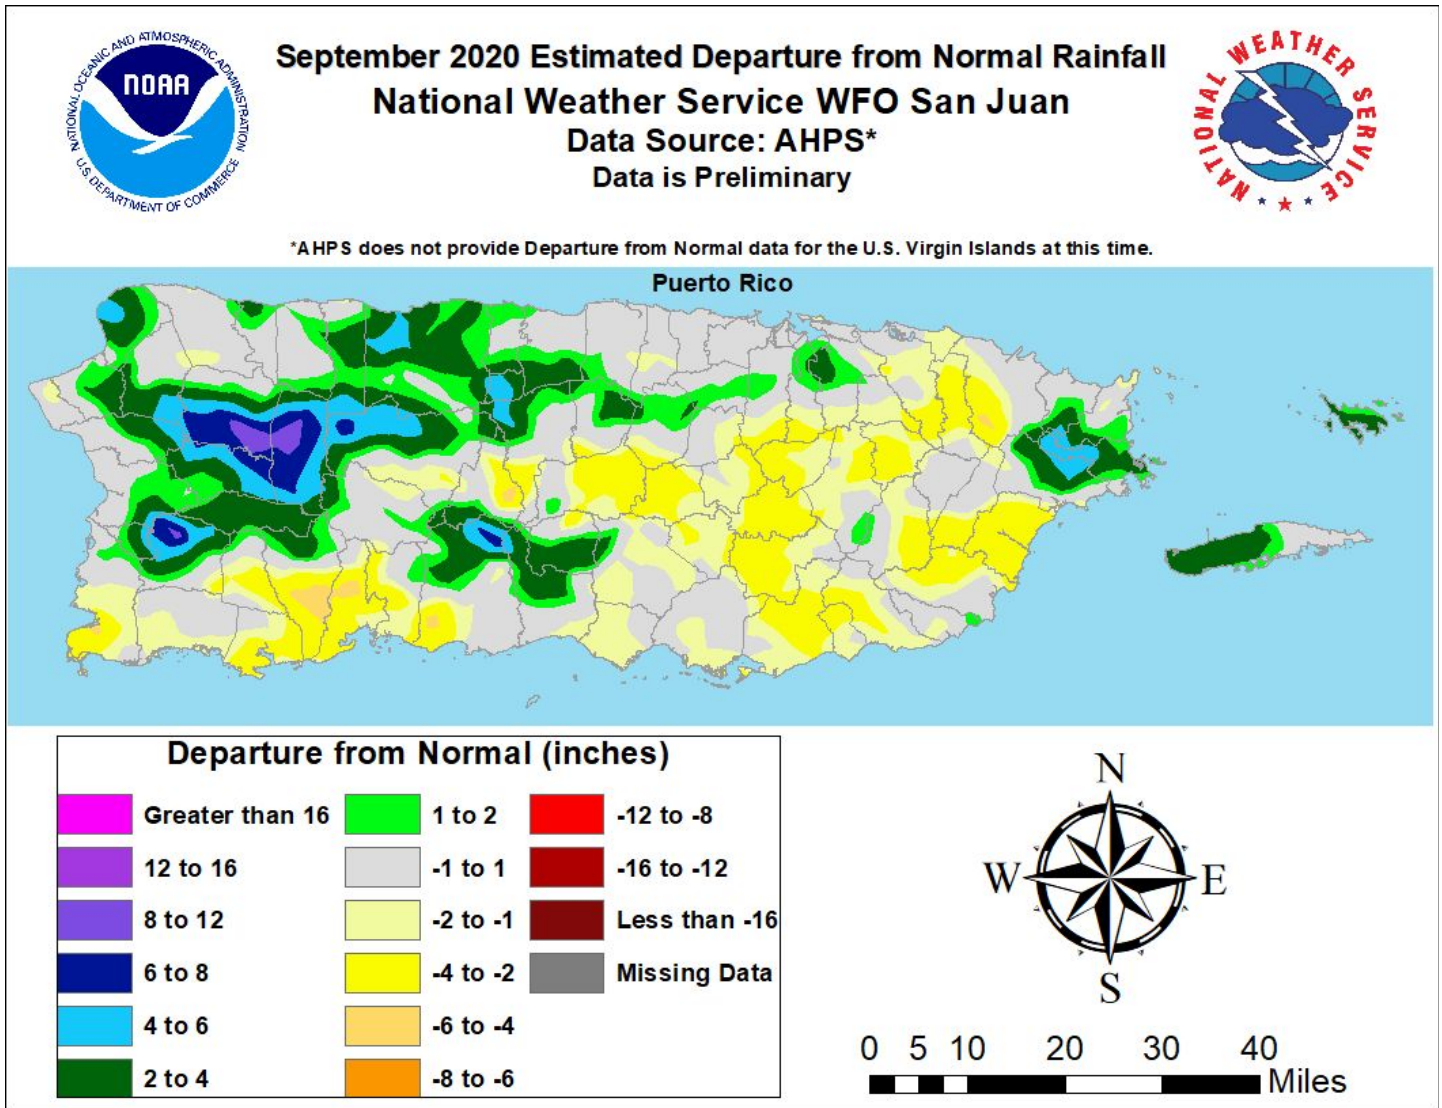 September 2020 Estimated Departure from Normal Rainfall
National Weather Service WFO San Juan
Data Source: AHPS*
Data is Preliminary
NATIONAL OCEANIC AND ATMOSPHERIC ADMINISTRATION
NOAA
U.S. DEPARTMENT OF COMMERCE
NATIONAL WEATHER SERVICE
*AHPS does not provide Departure from Normal data for the U.S. Virgin Islands at this time.
Puerto Rico
Departure from Normal (inches)
Greater than 16
12 to 16
8 to 12
6 to 8
4 to 6
2 to 4
1 to 2
-1 to 1
-2 to -1
-4 to -2
-6 to -4
-8 to -6
-12 to -8
-16 to -12
Less than -16
Missing Data
N
W
E
S
0 5 10 20 30 40
Miles